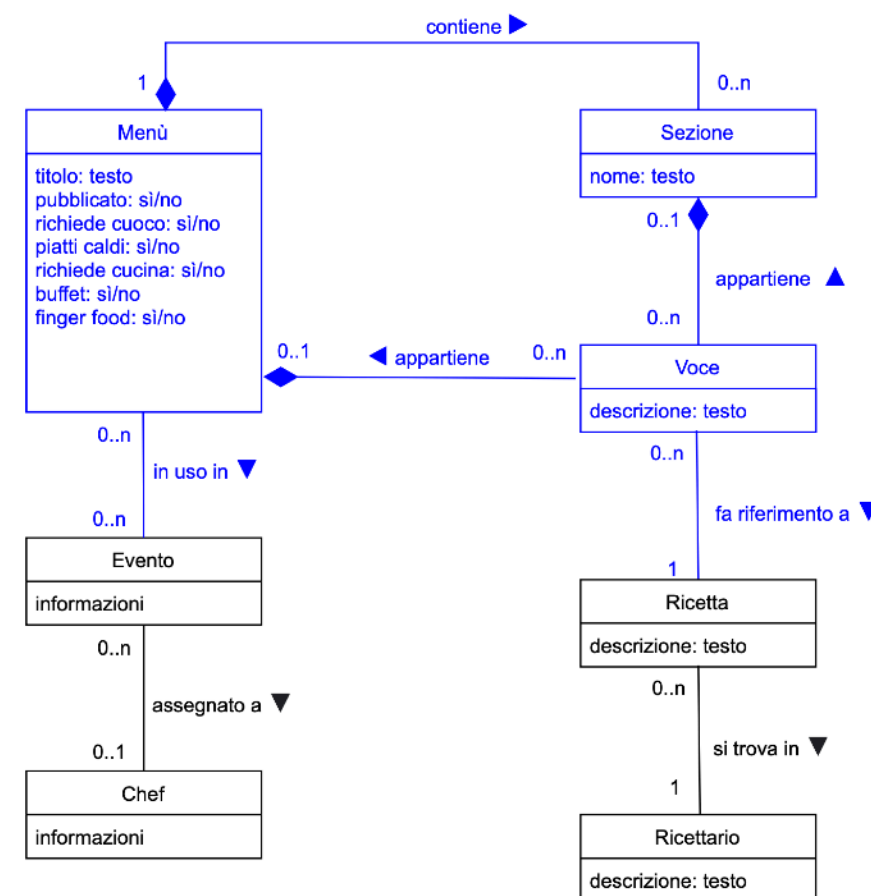 contiene ▶
1
0..n
Menù
titolo: testo
pubblicato: sì/no
richiede cuoco: sì/no
piatti caldi: sì/no
richiede cucina: sì/no
buffet: sì/no
finger food: sì/no
Sezione
nome: testo
0..1
appartiene ▲
0..n
0..1
◀ appartiene
0..n
Voce
descrizione: testo
0..n
in uso in ▼
0..n
0..n
fa riferimento a ▼
1
Evento
informazioni
0..n
assegnato a ▼
0..1
Chef
informazioni
Ricetta
descrizione: testo
0..n
si trova in ▼
1
Ricettario
descrizione: testo